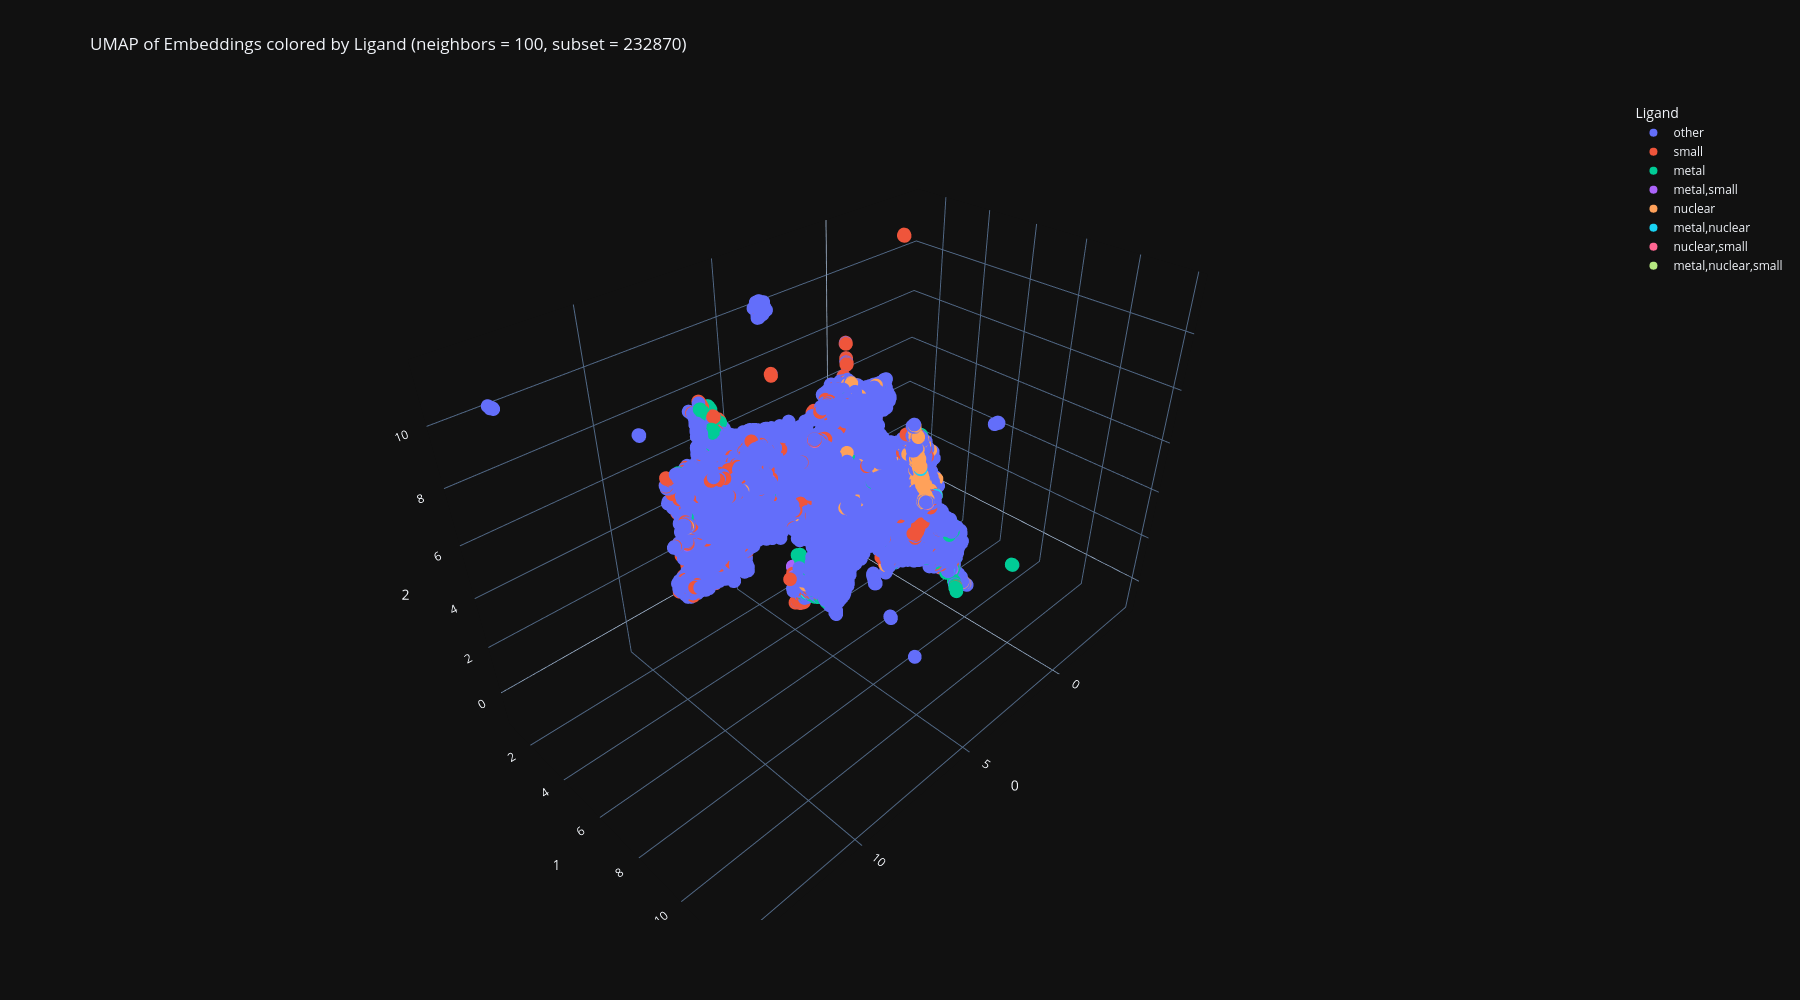 UMAP of Embeddings colored by Ligand (neighbors = 100, subset = 232870)
Ligand
other
small
metal
metal,small
nuclear
metal,nuclear
nuclear,small
metal,nuclear,small
10
8
6
4
2
0
2
2
4
6
8
10
1
0
5
10
0